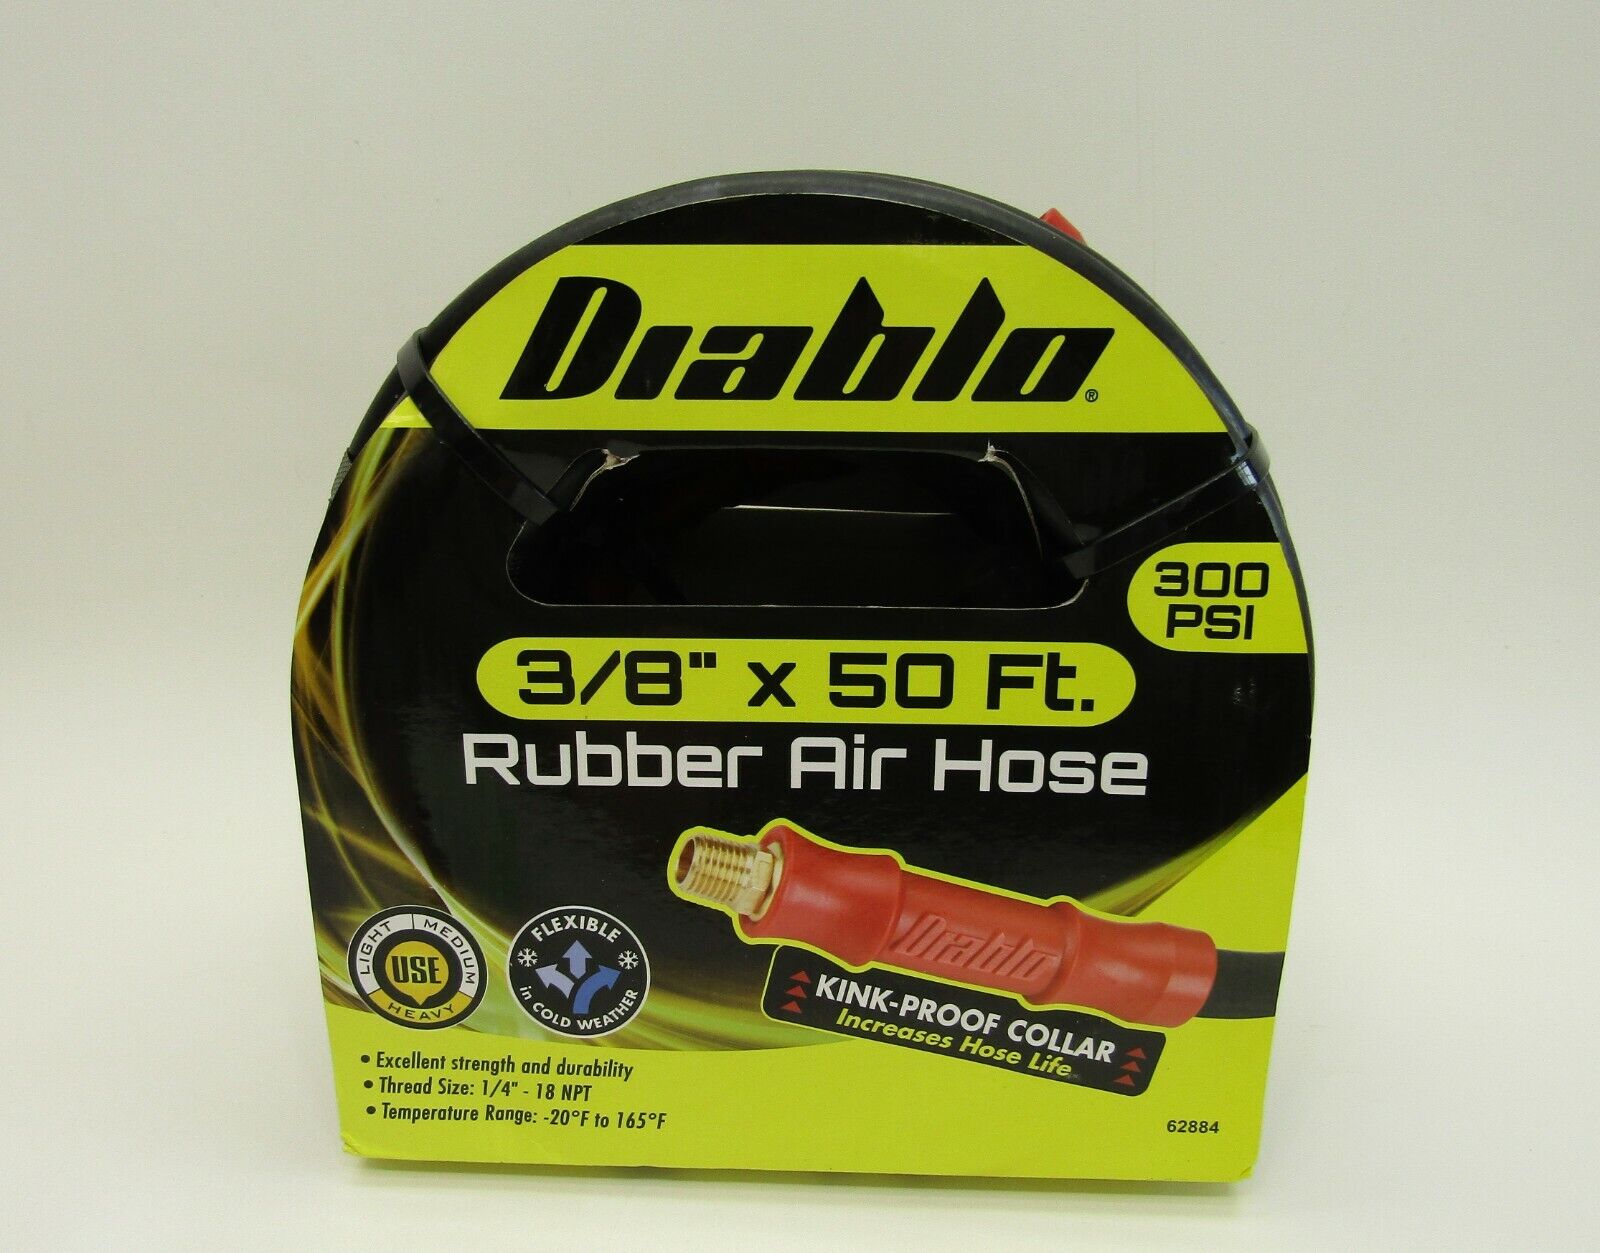 Diablo®
300
PSI
3/8" x 50 Ft.
Rubber Air Hose
Diablo
LIGHT MEDIUM
USE
HEAVY
FLEXIBLE
in COLD WEATHER
KINK-PROOF COLLAR
Increases Hose Life
• Excellent strength and durability
• Thread Size: 1/4" - 18 NPT
• Temperature Range: -20°F to 165°F
62884